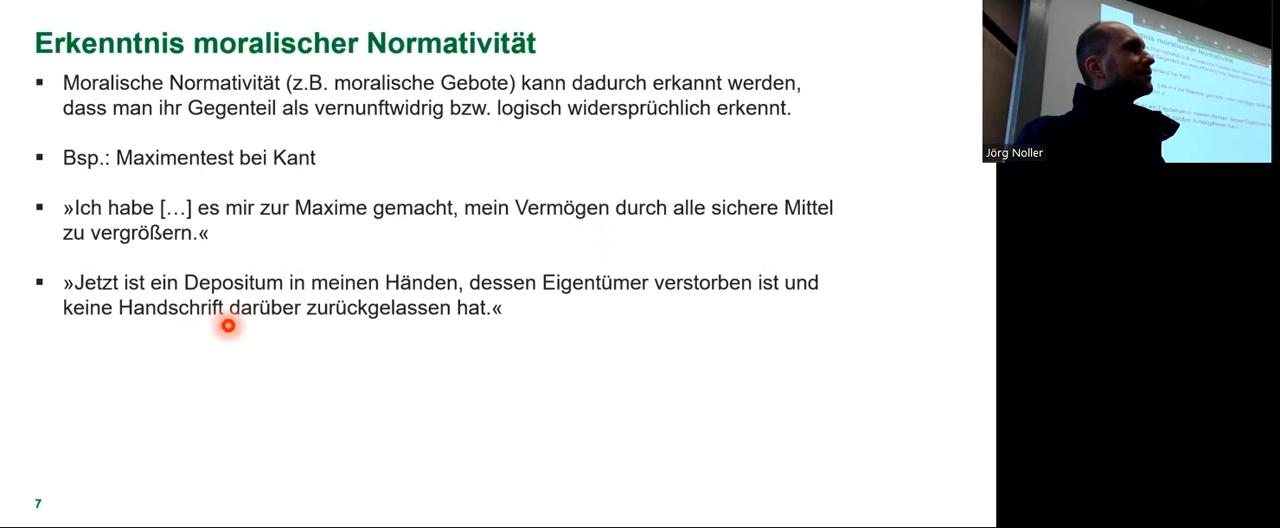 Erkenntnis moralischer Normativität
▪ Moralische Normativität (z.B. moralische Gebote) kann dadurch erkannt werden,
dass man ihr Gegenteil als vernunftwidrig bzw. logisch widersprüchlich erkennt.
▪ Bsp.: Maximentest bei Kant
▪ »Ich habe […] es mir zur Maxime gemacht, mein Vermögen durch alle sichere Mittel
zu vergrößern.«
▪ »Jetzt ist ein Depositum in meinen Händen, dessen Eigentümer verstorben ist und
keine Handschrift darüber zurückgelassen hat.«
7
Jörg Noller